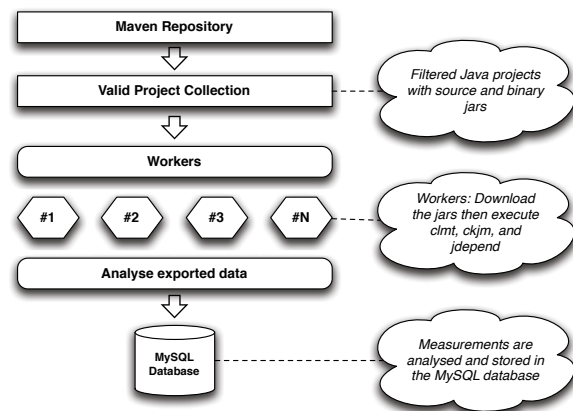 Maven Repository
Valid Project Collection
Filtered Java projects
with source and binary
jars
Workers
#1 #2 #3 #N
Workers: Download
the jars then execute
clmt, ckjm, and
jdepend
Analyse exported data
MySQL
Database
Measurements are
analysed and stored in
the MySQL database